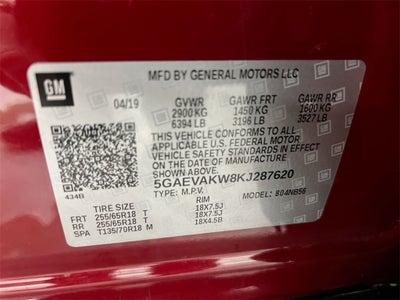 GM
MFD BY GENERAL MOTORS LLC
04/19 GVWR GAWR FRT GAWR RR
2900 KG 1450 KG 1600 KG
6394 LB 3196 LB 3527 LB
THIS VEHICLE CONFORMS TO ALL
APPLICABLE U.S. FEDERAL MOTOR
VEHICLE SAFETY
STANDARDS IN EFFECT ON THE DATE OF
MANUFACTURE SHOWN ABOVE.
5GAEVAKW8KJ287620
434B TYPE: M.P.V. MODEL: 804NB56
TIRE SIZE RIM
FRT 255/65R18 T 18X7.5J
RR 255/65R18 T 18X7.5J
SPA T135/70R18 M 18X4.5B